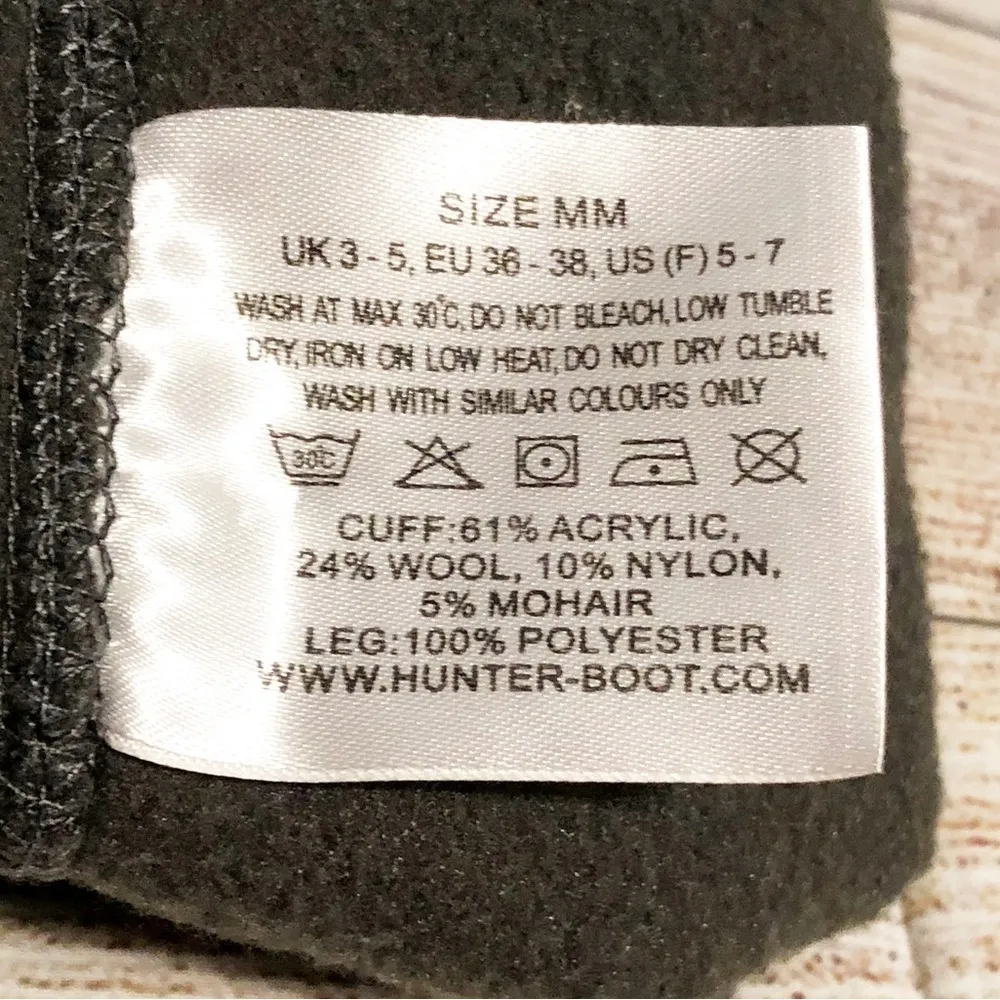 SIZE MM
UK 3 - 5, EU 36 - 38, US (F) 5 - 7
WASH AT MAX 30°C, DO NOT BLEACH, LOW TUMBLE
DRY, IRON ON LOW HEAT, DO NOT DRY CLEAN,
WASH WITH SIMILAR COLOURS ONLY
30C
CUFF:61% ACRYLIC,
24% WOOL, 10% NYLON,
5% MOHAIR
LEG:100% POLYESTER
WWW.HUNTER-BOOT.COM